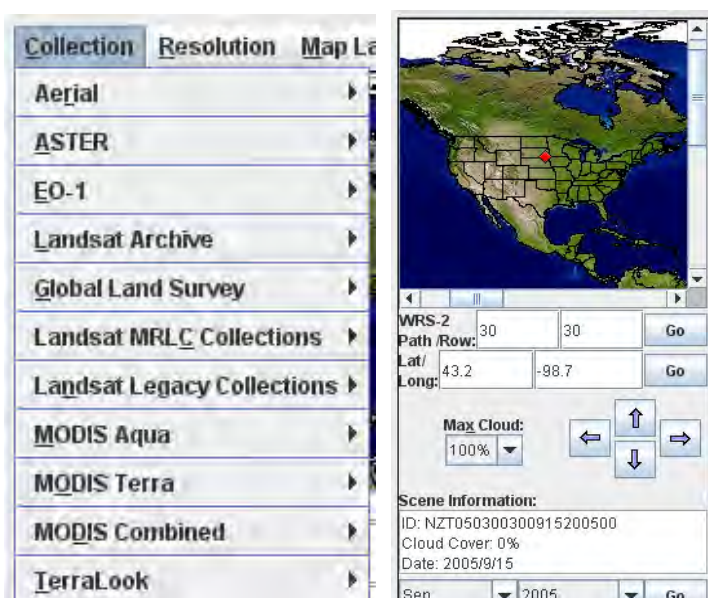 Collection Resolution Map La
Aerial
ASTER
EO-1
Landsat Archive
Global Land Survey
Landsat MRLC Collections
Landsat Legacy Collections
MODIS Aqua
MODIS Terra
MODIS Combined
TerraLook
WRS-2
Path /Row: 30 30 Go
Lat/
Long: 43.2 -98.7 Go
Max Cloud:
100%
Scene Information:
ID: NZT050300300915200500
Cloud Cover: 0%
Date: 2005/9/15
Sep 2005 Go